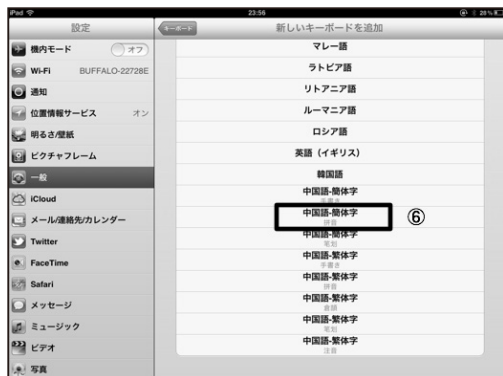 iPad
23:56
28%
設定
キーボード
新しいキーボードを追加
機内モード
オフ
Wi-Fi
BUFFALO-22728E
通知
位置情報サービス
オン
明るさ/壁紙
ピクチャフレーム
一般
iCloud
メール/連絡先/カレンダー
Twitter
FaceTime
Safari
メッセージ
ミュージック
ビデオ
写真
マレー語
ラトビア語
リトアニア語
ルーマニア語
ロシア語
英語（イギリス）
韓国語
中国語-簡体字
手書き
中国語-簡体字
拼音
⑥
中国語-簡体字
笔划
中国語-繁体字
手書き
中国語-繁体字
拼音
中国語-繁体字
中国語-繁体字
中国語-繁体字
注音